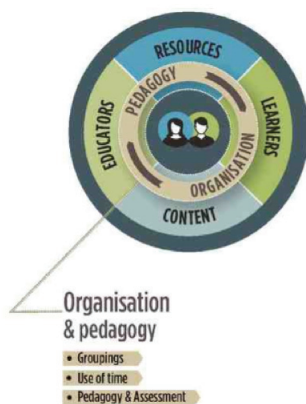 RESOURCES
PEDAGOGY
EDUCATORS
LEARNERS
ORGANISATION
CONTENT
Organisation
& pedagogy
• Groupings
• Use of time
• Pedagogy & Assessment